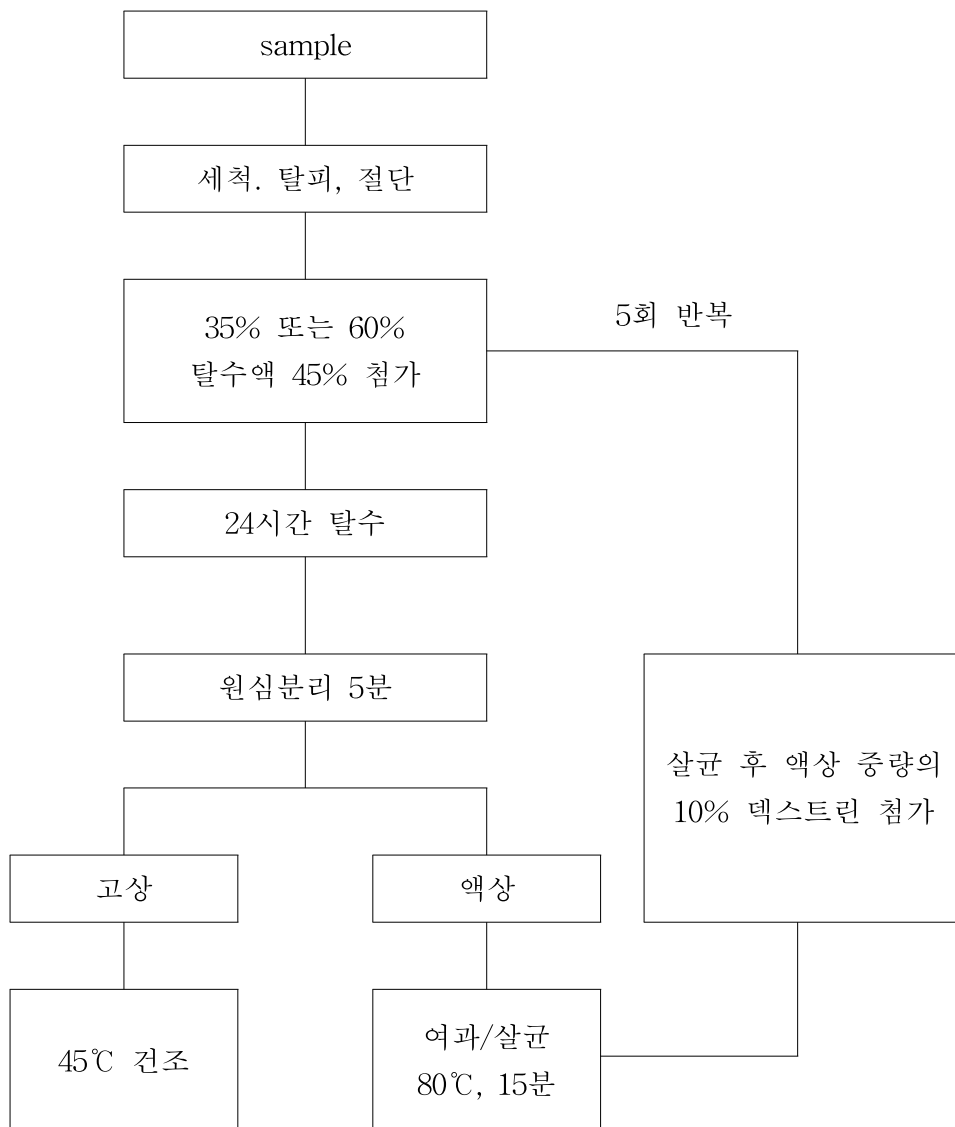 sample
세척. 탈피, 절단
35% 또는 60%
탈수액 45% 첨가
5회 반복
24시간 탈수
원심분리 5분
살균 후 액상 중량의
10% 덱스트린 첨가
고상
액상
45℃ 건조
여과/살균
80℃, 15분